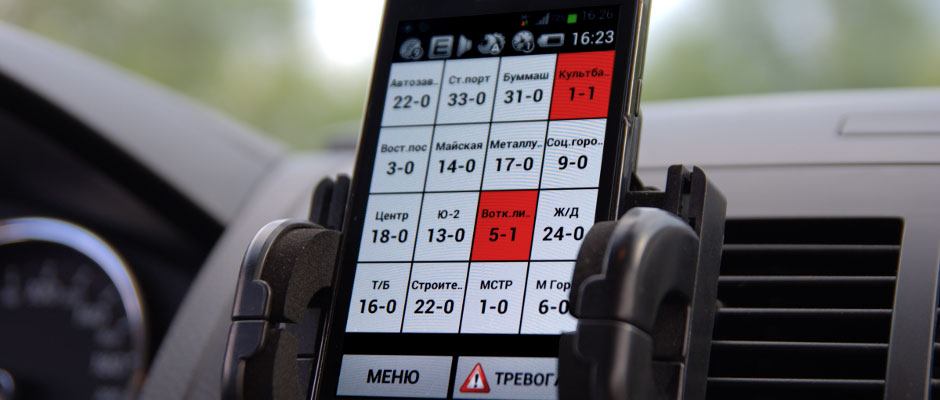 16:26
16:23
Автозав.. Ст.порт Буммаш Культба..
22-0 33-0 31-0 1-1
Вост.пос Майская Металлу.. Соц.горо..
3-0 14-0 17-0 9-0
Центр Ю-2 Вотк.ли.. Ж/Д
18-0 13-0 5-1 24-0
Т/Б Строите.. МСТР М Гор
16-0 22-0 1-0 6-0
МЕНЮ ТРЕВОГ